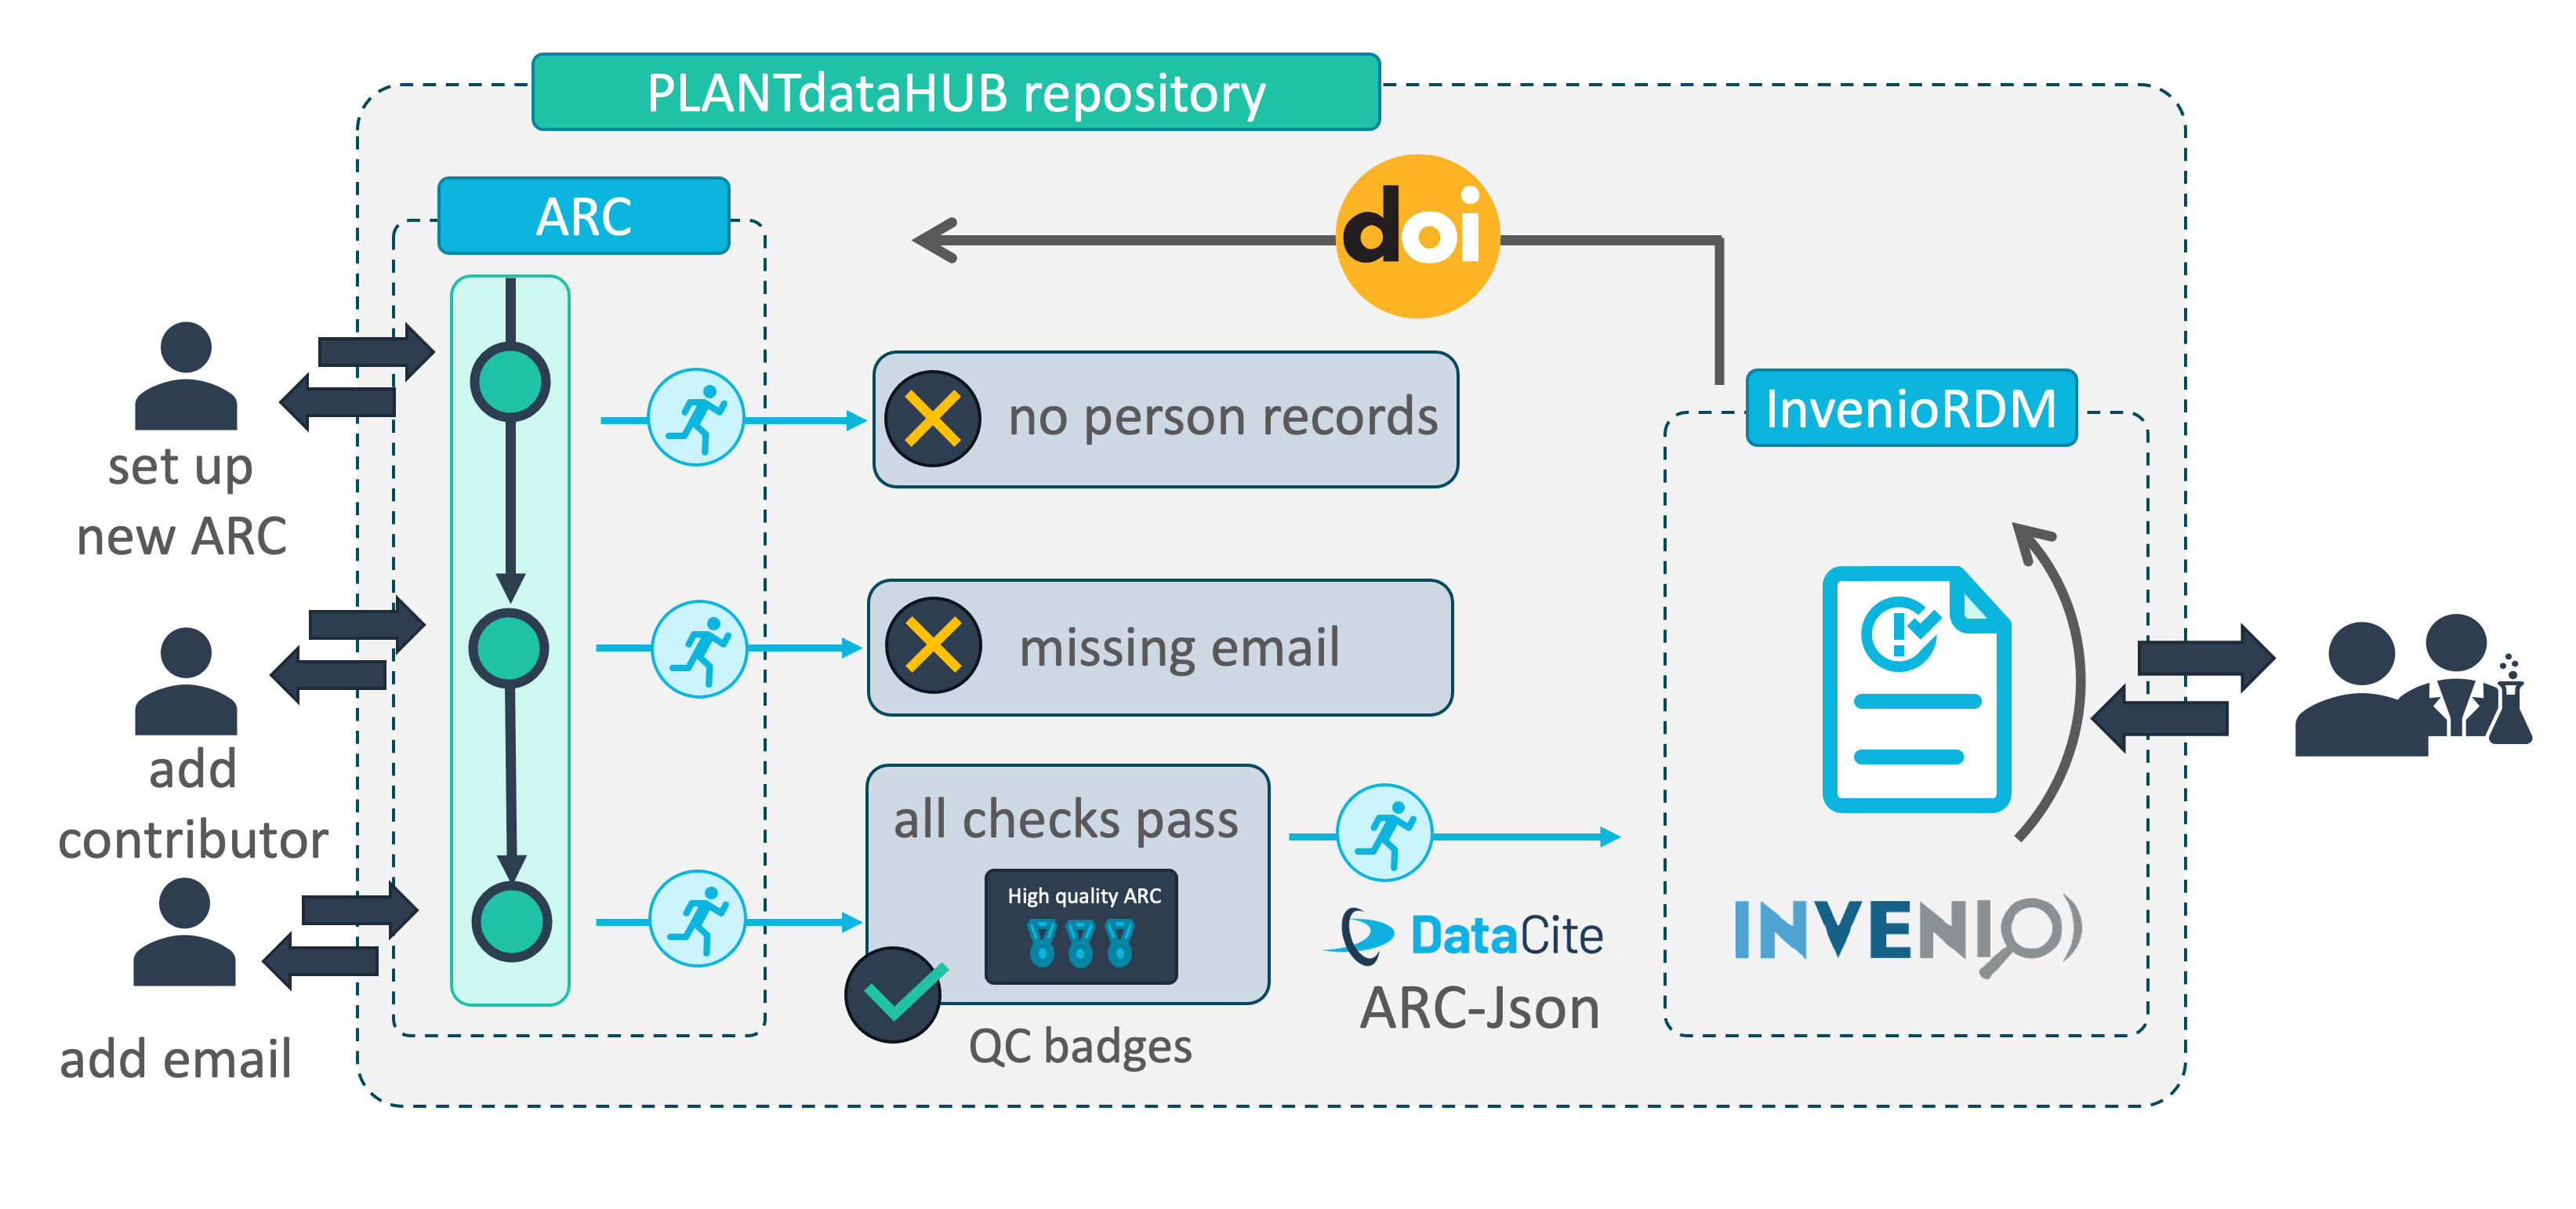 PLANTdataHUB repository
ARC
doi
set up
new ARC
no person records
InvenioRDM
add
contributor
missing email
add email
all checks pass
High quality ARC
QC badges
DataCite
ARC-Json
INVENIO